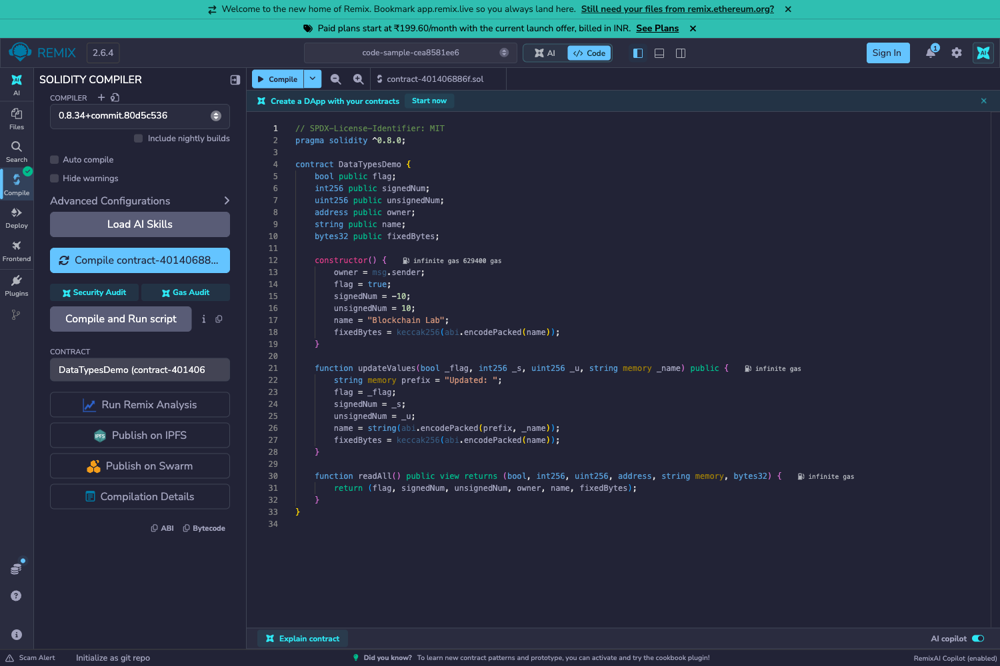 Welcome to the new home of Remix. Bookmark app.remix.live so you always land here. Still need your files from remix.ethereum.org?
Paid plans start at ₹199.60/month with the current launch offer, billed in INR. See Plans
REMIX 2.6.4
code-sample-cea8581ee6
AI </> Code
Sign In
1
AI
AI
AI
Files
Search
Compile
Deploy
Frontend
Plugins
SOLIDITY COMPILER
COMPILER
0.8.34+commit.80d5c536
Include nightly builds
Auto compile
Hide warnings
Advanced Configurations
Load AI Skills
Compile contract-40140688...
Security Audit
Gas Audit
Compile and Run script
CONTRACT
DataTypesDemo (contract-401406
Run Remix Analysis
IPFS Publish on IPFS
Publish on Swarm
Compilation Details
ABI
Bytecode
Compile
contract-401406886f.sol
Create a DApp with your contracts Start now
1 // SPDX-License-Identifier: MIT
2 pragma solidity ^0.8.0;
3
4 contract DataTypesDemo {
5 bool public flag;
6 int256 public signedNum;
7 uint256 public unsignedNum;
8 address public owner;
9 string public name;
10 bytes32 public fixedBytes;
11
12 constructor() { infinite gas 629400 gas
13 owner = msg.sender;
14 flag = true;
15 signedNum = -10;
16 unsignedNum = 10;
17 name = "Blockchain Lab";
18 fixedBytes = keccak256(abi.encodePacked(name));
19 }
20
21 function updateValues(bool _flag, int256 _s, uint256 _u, string memory _name) public { infinite gas
22 string memory prefix = "Updated: ";
23 flag = _flag;
24 signedNum = _s;
25 unsignedNum = _u;
26 name = string(abi.encodePacked(prefix, _name));
27 fixedBytes = keccak256(abi.encodePacked(name));
28 }
29
30 function readAll() public view returns (bool, int256, uint256, address, string memory, bytes32) { infinite gas
31 return (flag, signedNum, unsignedNum, owner, name, fixedBytes);
32 }
33 }
34
Explain contract
AI copilot
Scam Alert
Initialize as git repo
Did you know? To learn new contract patterns and prototype, you can activate and try the cookbook plugin!
RemixAI Copilot (enabled)